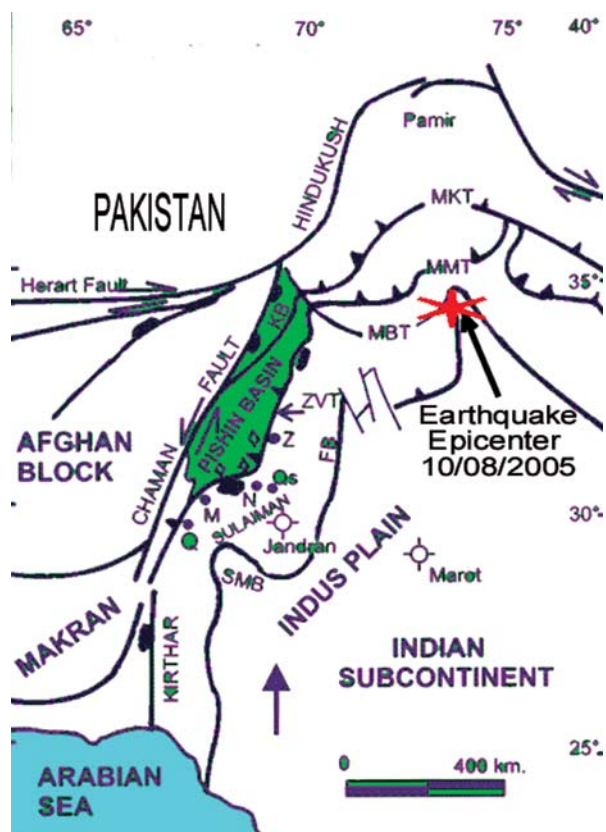 65°
70°
75°
40°
Pamir
HINDUKUSH
PAKISTAN
MKT
MMT
35°
Herart Fault
KB
MBT
FAULT
PISHIN BASIN
ZVT
Earthquake
Epicenter
10/08/2005
AFGHAN
BLOCK
CHAMAN
Z
FB
M
N
SULAIMAN
30°
Jandran
INDUS PLAIN
Marot
SMB
MAKRAN
KIRTHAR
INDIAN
SUBCONTINENT
25°
ARABIAN
SEA
0
400 km.